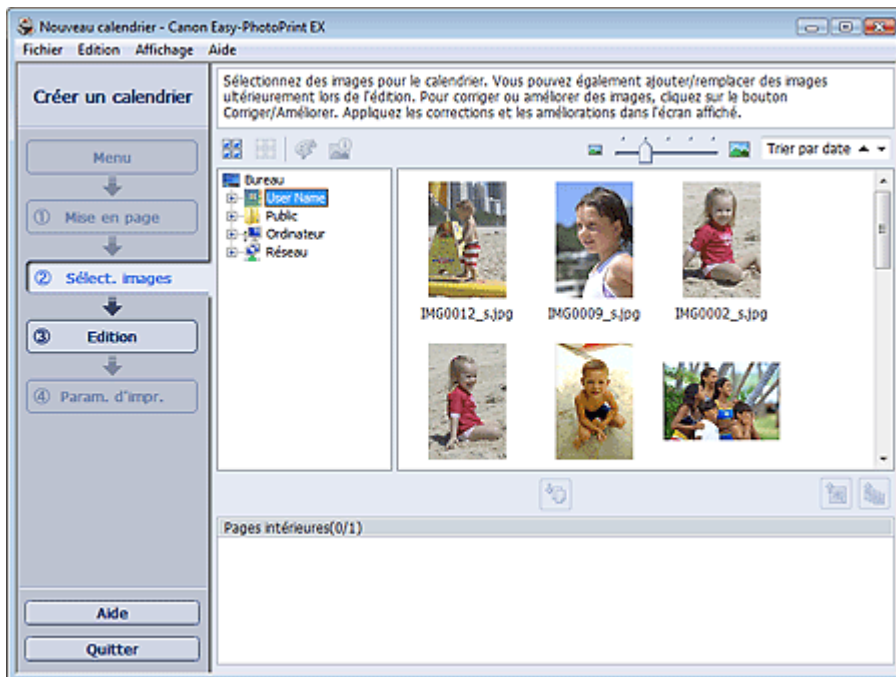 Nouveau calendrier - Canon Easy-PhotoPrint EX
Fichier Edition Affichage Aide
Créer un calendrier
Sélectionnez des images pour le calendrier. Vous pouvez également ajouter/remplacer des images
ultérieurement lors de l'édition. Pour corriger ou améliorer des images, cliquez sur le bouton
Corriger/Améliorer. Appliquez les corrections et les améliorations dans l'écran affiché.
Menu
① Mise en page
② Sélect. images
③ Edition
④ Param. d'impr.
Trier par date
Bureau
User Name
Public
Ordinateur
Réseau
IMG0012_s.jpg
IMG0009_s.jpg
IMG0002_s.jpg
Pages intérieures(0/1)
Aide
Quitter